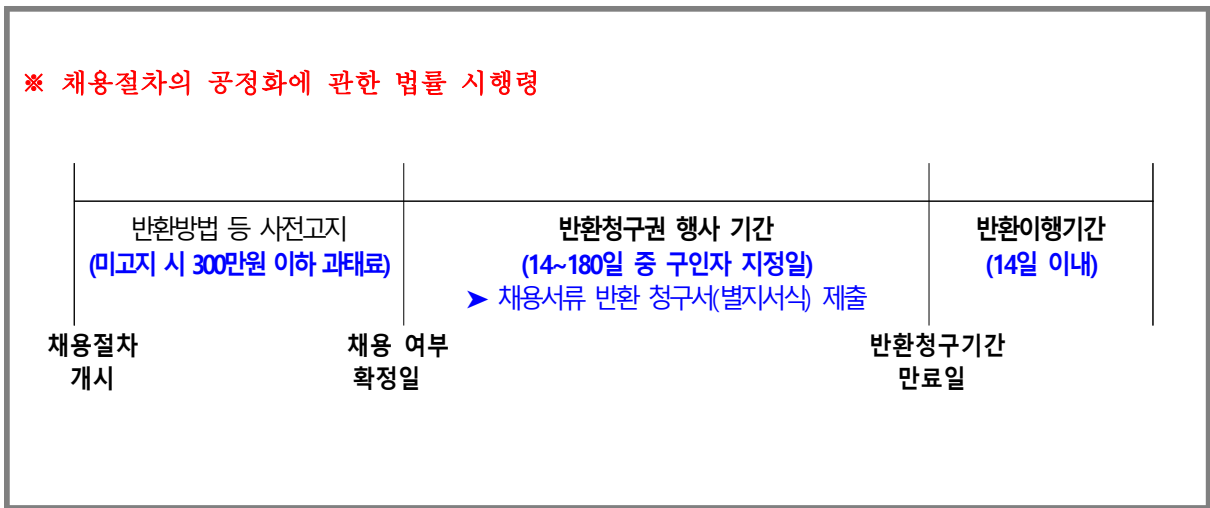 ※ 채용절차의 공정화에 관한 법률 시행령
반환방법 등 사전고지
(미고지 시 300만원 이하 과태료)
반환청구권 행사 기간
(14~180일 중 구인자 지정일)
➤ 채용서류 반환 청구서(별지서식) 제출
반환이행기간
(14일 이내)
채용절차
개시
채용 여부
확정일
반환청구기간
만료일